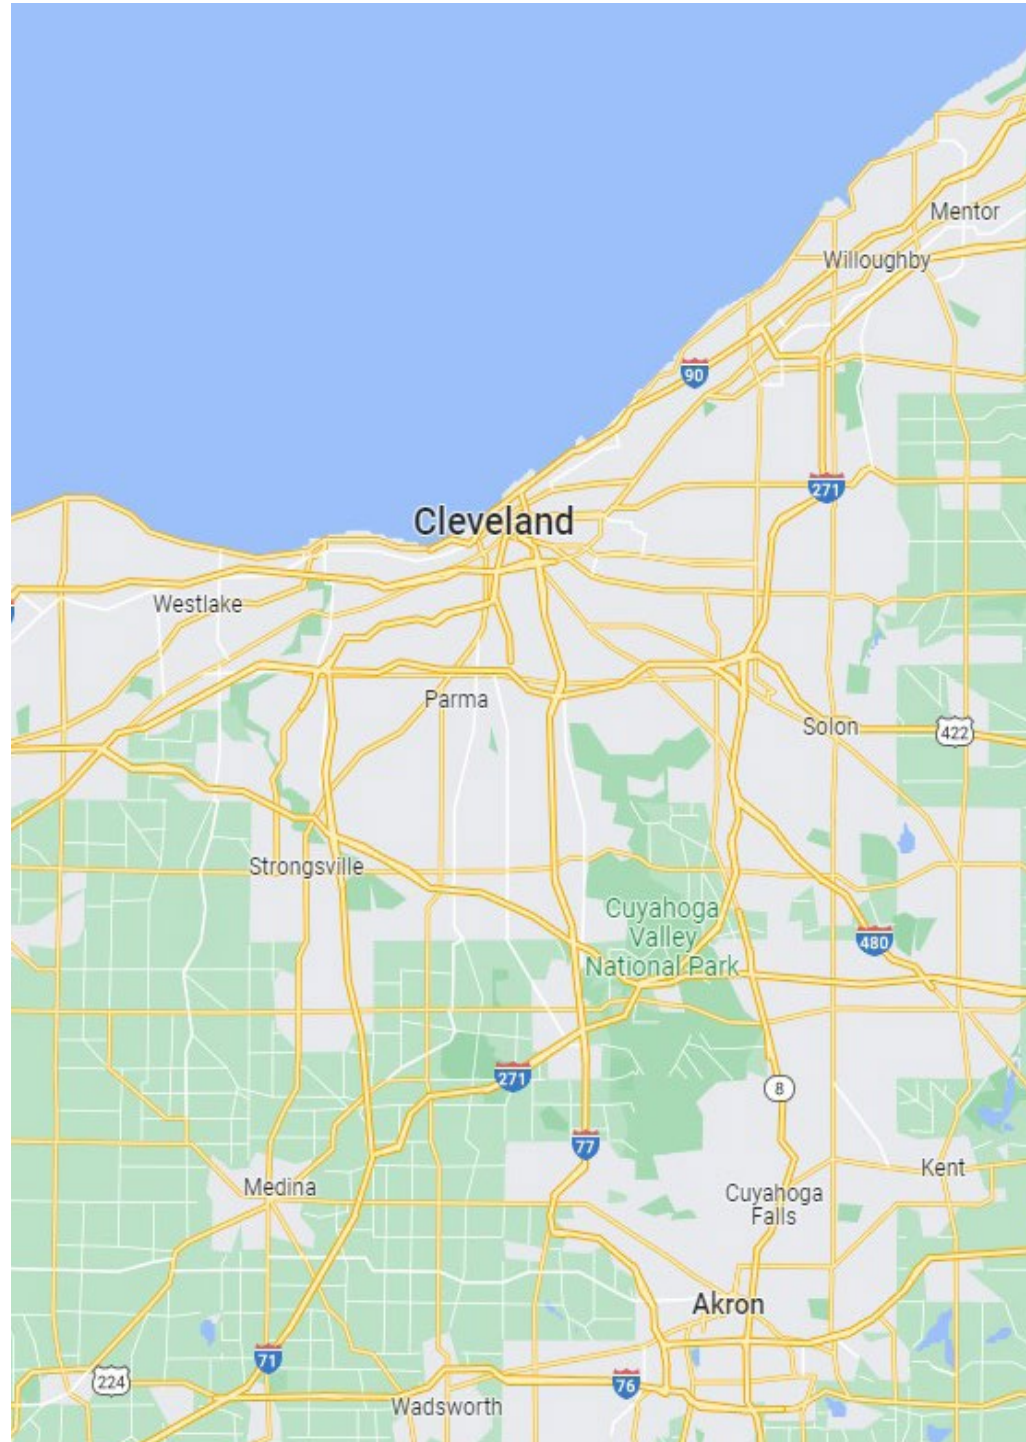 Mentor
Willoughby
90
271
Cleveland
Westlake
Parma
Solon
422
Strongsville
Cuyahoga
Valley
National Park
480
271
8
77
Kent
Medina
Cuyahoga
Falls
Akron
71
224
76
Wadsworth